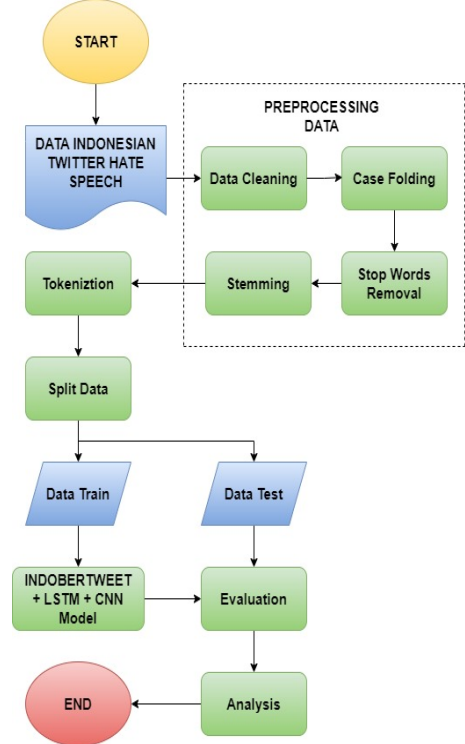 START
PREPROCESSING
DATA
DATA INDONESIAN
TWITTER HATE
SPEECH
Data Cleaning
Case Folding
Stop Words
Removal
Stemming
Tokeniztion
Split Data
Data Train
Data Test
INDOBERTWEET
+ LSTM + CNN
Model
Evaluation
Analysis
END